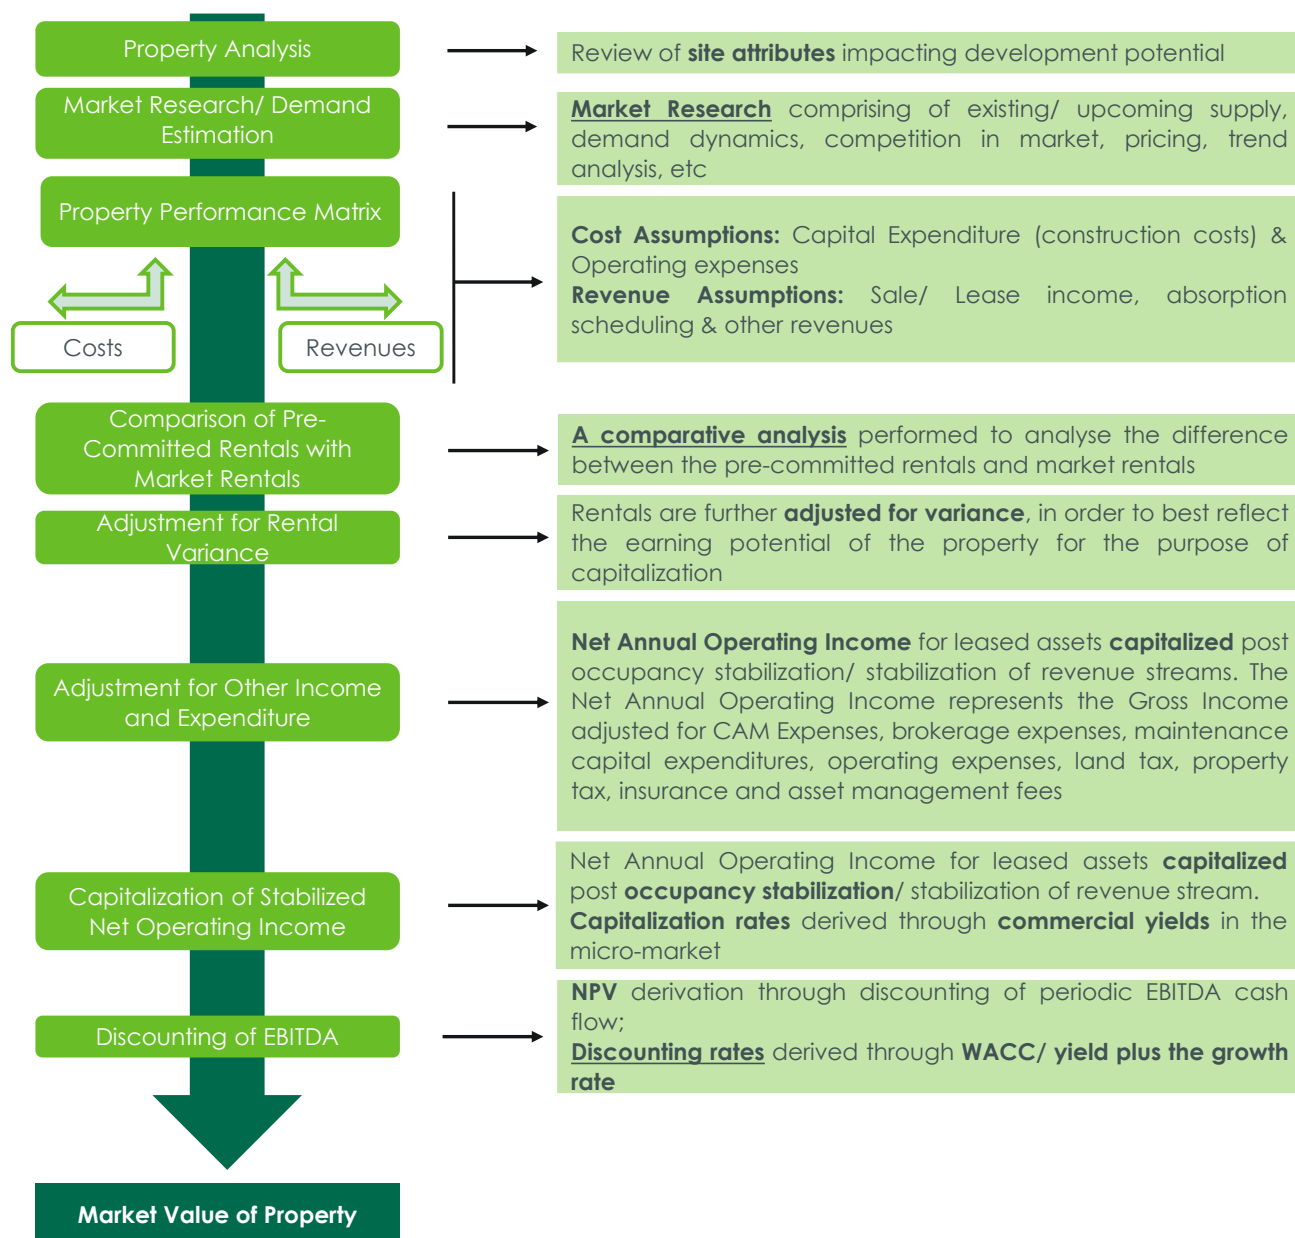 Property Analysis
Review of site attributes impacting development potential
Market Research/ Demand
Estimation
Market Research comprising of existing/ upcoming supply,
demand dynamics, competition in market, pricing, trend
analysis, etc
Property Performance Matrix
Costs
Revenues
Cost Assumptions: Capital Expenditure (construction costs) &
Operating expenses
Revenue Assumptions: Sale/ Lease income, absorption
scheduling & other revenues
Comparison of Pre-
Committed Rentals with
Market Rentals
A comparative analysis performed to analyse the difference
between the pre-committed rentals and market rentals
Adjustment for Rental
Variance
Rentals are further adjusted for variance, in order to best reflect
the earning potential of the property for the purpose of
capitalization
Adjustment for Other Income
and Expenditure
Net Annual Operating Income for leased assets capitalized post
occupancy stabilization/ stabilization of revenue streams. The
Net Annual Operating Income represents the Gross Income
adjusted for CAM Expenses, brokerage expenses, maintenance
capital expenditures, operating expenses, land tax, property
tax, insurance and asset management fees
Capitalization of Stabilized
Net Operating Income
Net Annual Operating Income for leased assets capitalized
post occupancy stabilization/ stabilization of revenue stream.
Capitalization rates derived through commercial yields in the
micro-market
Discounting of EBITDA
NPV derivation through discounting of periodic EBITDA cash
flow;
Discounting rates derived through WACC/ yield plus the growth
rate
Market Value of Property